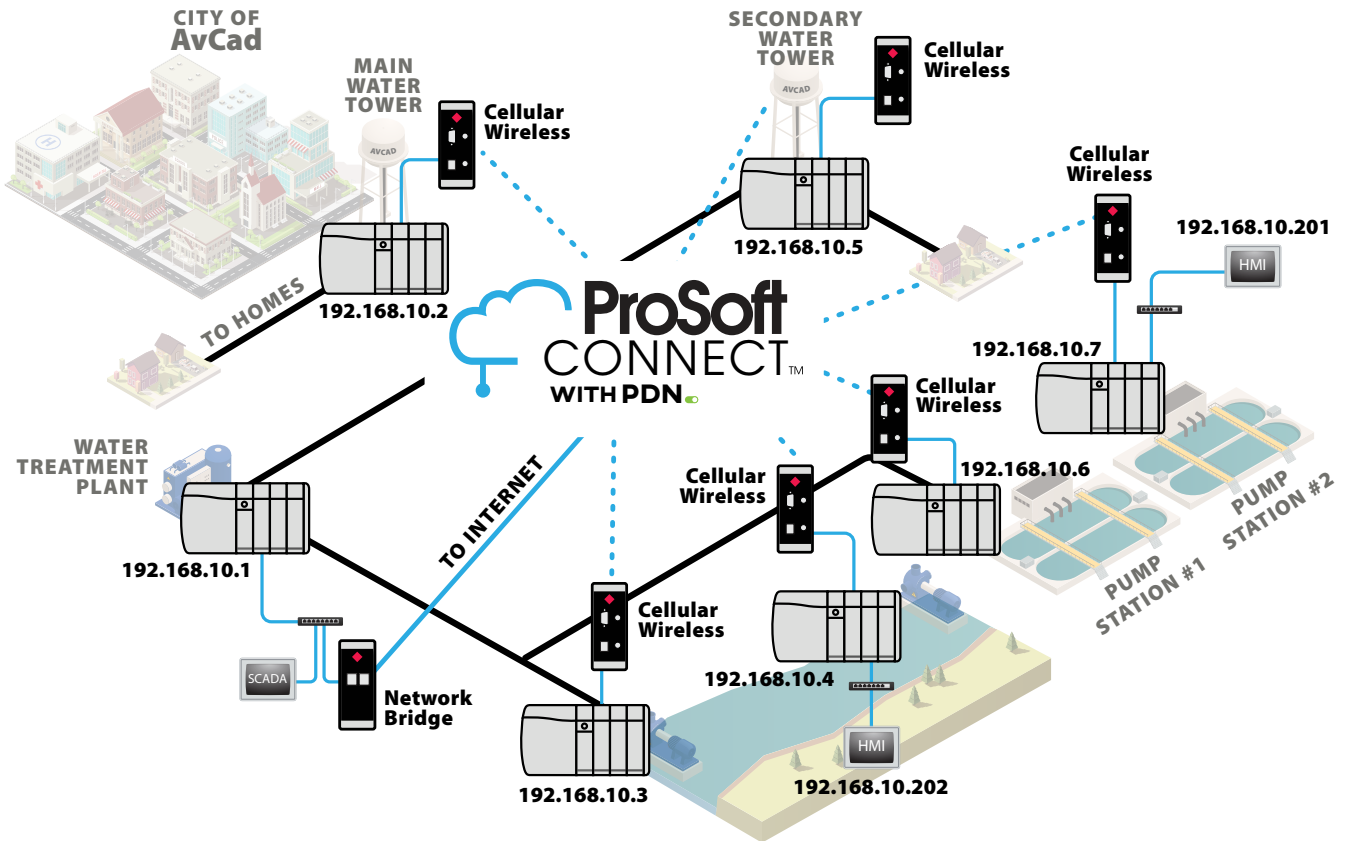 CITY OF
AvCad
MAIN
WATER
TOWER
AVCAD
Cellular
Wireless
192.168.10.2
TO HOMES
SECONDARY
WATER
TOWER
AVCAD
Cellular
Wireless
192.168.10.5
Cellular
Wireless
192.168.10.201
HMI
192.168.10.7
ProSoft
CONNECT™
WITH PDN
Cellular
Wireless
192.168.10.6
PUMP
STATION #2
PUMP
STATION #1
WATER
TREATMENT
PLANT
192.168.10.1
TO INTERNET
SCADA
Network
Bridge
Cellular
Wireless
Cellular
Wireless
192.168.10.4
HMI
192.168.10.202
192.168.10.3
H